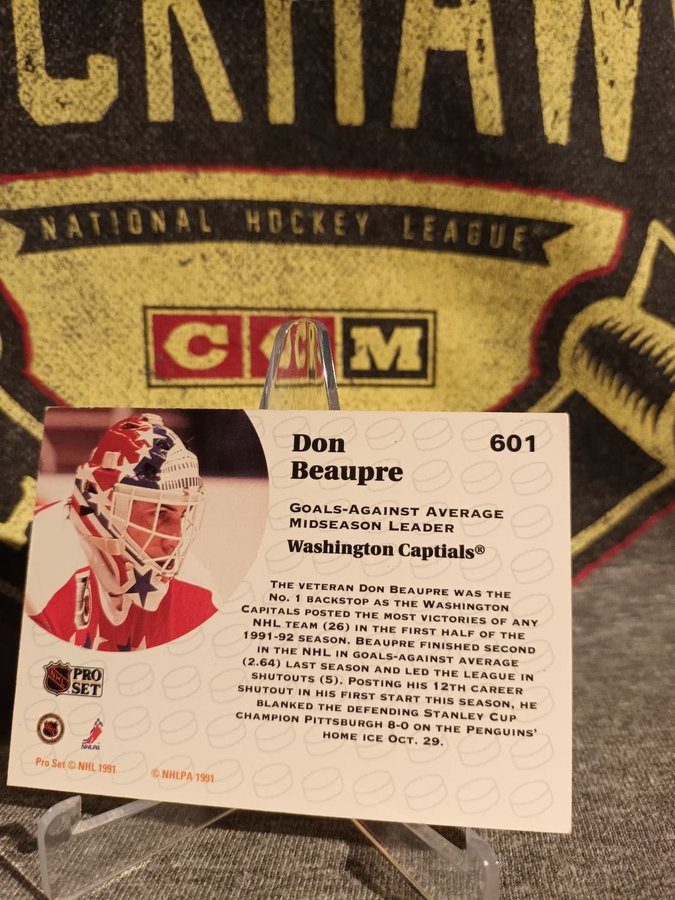 CKHAW
NATIONAL HOCKEY LEAGUE
C C M
Don
Beaupre
601
GOALS-AGAINST AVERAGE
MIDSEASON LEADER
Washington Captials®
THE VETERAN DON BEAUPRE WAS THE
NO. 1 BACKSTOP AS THE WASHINGTON
CAPITALS POSTED THE MOST VICTORIES OF ANY
NHL TEAM (26) IN THE FIRST HALF OF THE
1991-92 SEASON. BEAUPRE FINISHED SECOND
IN THE NHL IN GOALS-AGAINST AVERAGE
(2.64) LAST SEASON AND LED THE LEAGUE IN
SHUTOUTS (5). POSTING HIS 12TH CAREER
SHUTOUT IN HIS FIRST START THIS SEASON, HE
BLANKED THE DEFENDING STANLEY CUP
CHAMPION PITTSBURGH 8-0 ON THE PENGUINS'
HOME ICE OCT. 29.
NHL PRO
SET
NHLPA
Pro Set © NHL 1991
© NHLPA 1991